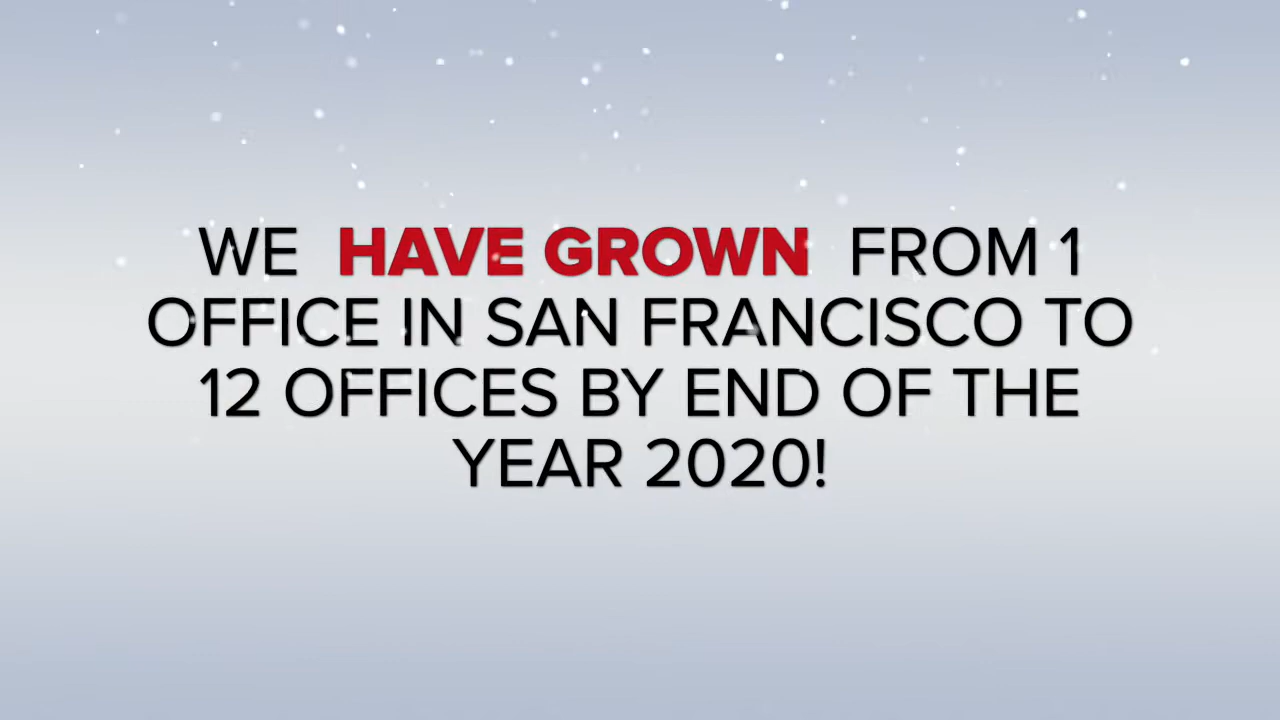 WE HAVE GROWN FROM 1
OFFICE IN SAN FRANCISCO TO
12 OFFICES BY END OF THE
YEAR 2020!